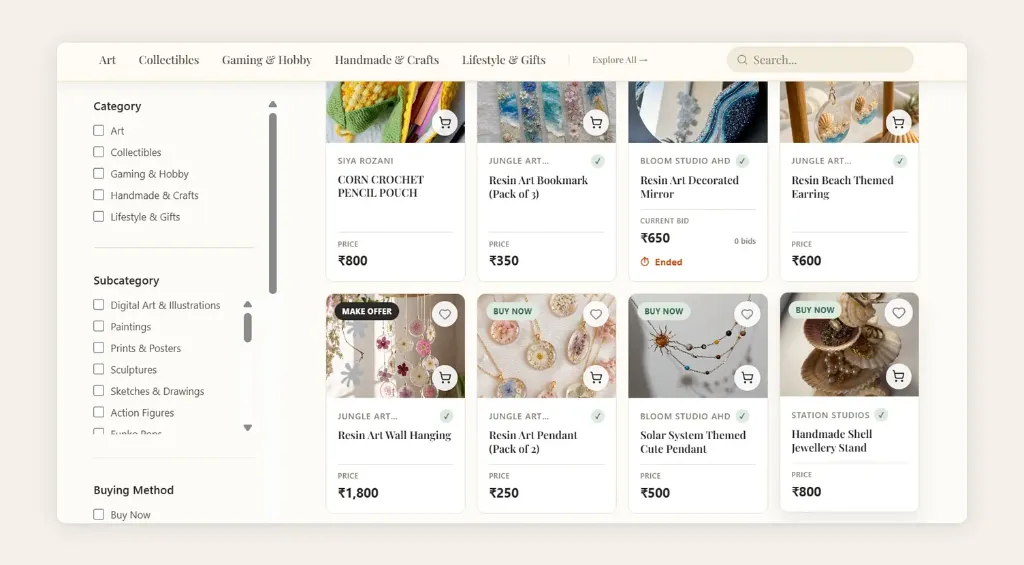 Art
Collectibles
Gaming & Hobby
Handmade & Crafts
Lifestyle & Gifts
Explore All →
Search...
Category
Art
Collectibles
Gaming & Hobby
Handmade & Crafts
Lifestyle & Gifts
Subcategory
Digital Art & Illustrations
Paintings
Prints & Posters
Sculptures
Sketches & Drawings
Action Figures
Funko Pops
Buying Method
Buy Now
SIYA ROZANI
CORN CROCHET
PENCIL POUCH
PRICE
₹800
JUNGLE ART...
Resin Art Bookmark
(Pack of 3)
PRICE
₹350
BLOOM STUDIO AHD
Resin Art Decorated
Mirror
CURRENT BID
₹650
0 bids
Ended
JUNGLE ART...
Resin Beach Themed
Earring
PRICE
₹600
MAKE OFFER
JUNGLE ART...
Resin Art Wall Hanging
PRICE
₹1,800
BUY NOW
JUNGLE ART...
Resin Art Pendant
(Pack of 2)
PRICE
₹250
BUY NOW
BLOOM STUDIO AHD
Solar System Themed
Cute Pendant
PRICE
₹500
BUY NOW
STATION STUDIOS
Handmade Shell
Jewellery Stand
PRICE
₹800